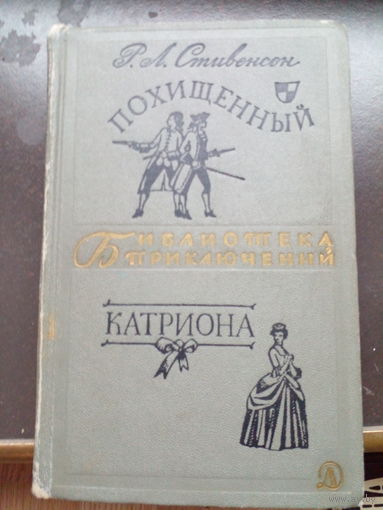 Р. Л. Стивенсон
ПОХИЩЕННЫЙ
БИБЛИОТЕКА
ПРИКЛЮЧЕНИЙ
КАТРИОНА
Д